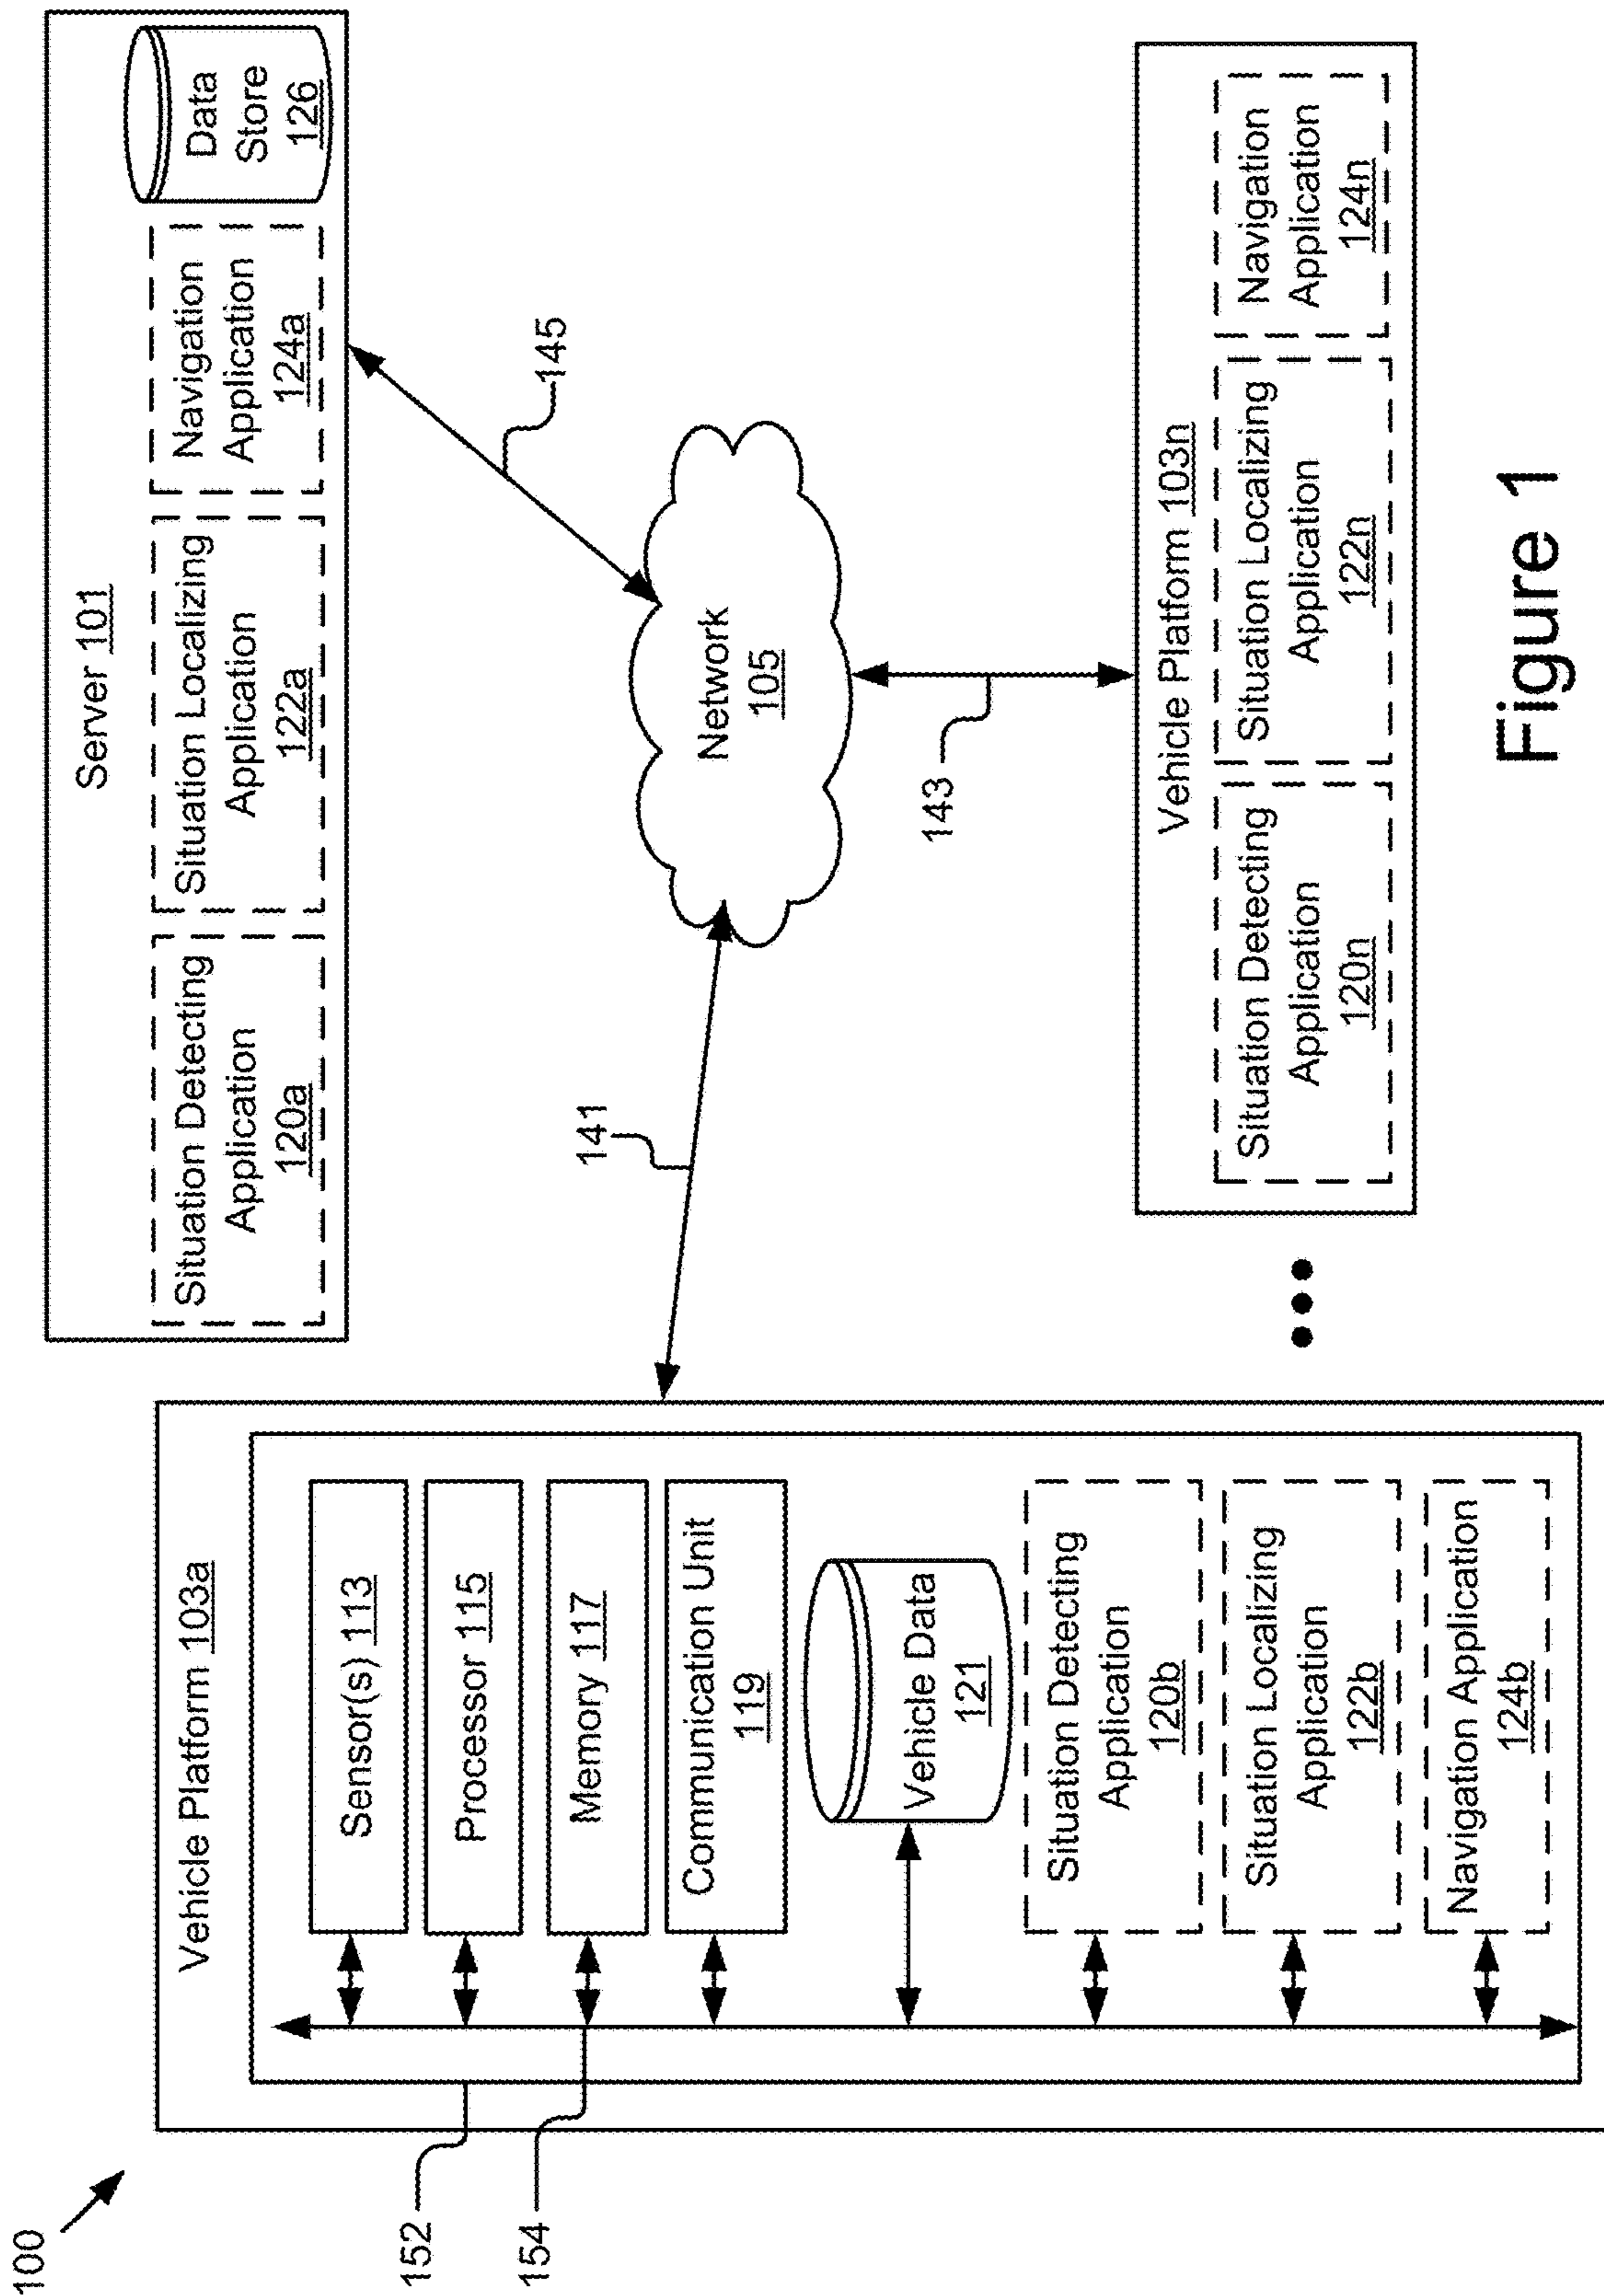 100
Vehicle Platform 103a
Sensor(s) 113
Processor 115
Memory 117
Communication Unit
119
Vehicle Data
121
Situation Detecting
Application
120b
Situation Localizing
Application
122b
Navigation Application
124b
152
154
Server 101
Situation Detecting
Application
120a
Situation Localizing
Application
122a
Navigation
Application
124a
Data
Store
126
141
145
Network
105
143
Vehicle Platform 103n
Situation Detecting
Application
120n
Situation Localizing
Application
122n
Navigation
Application
124n
Figure 1